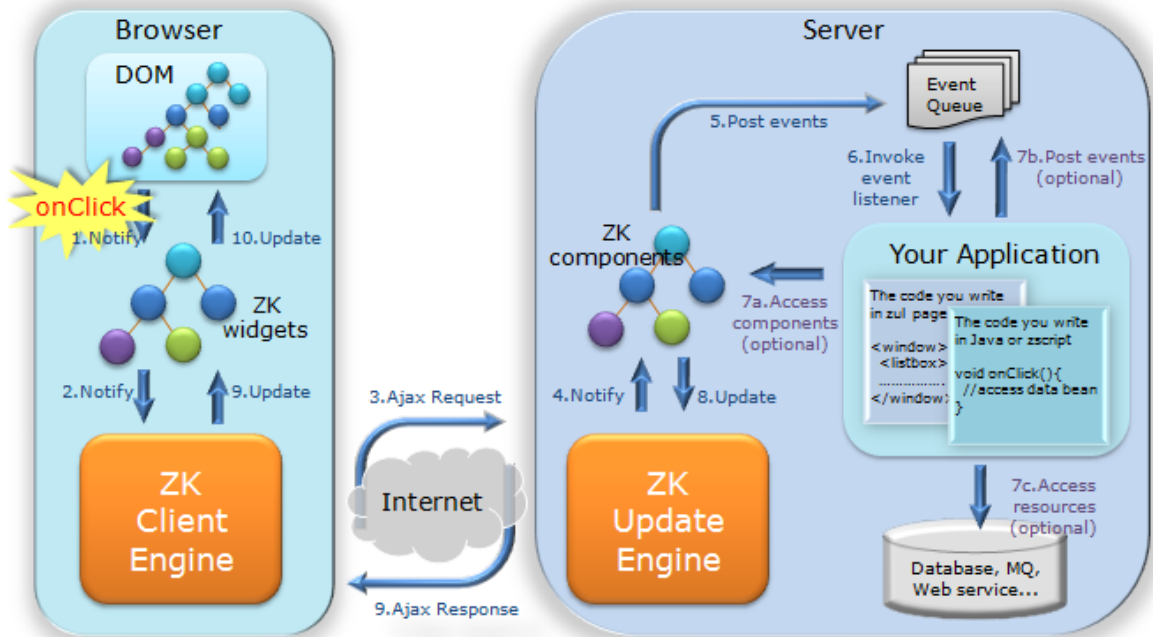 Browser
DOM
onClick
1.Notify
10.Update
ZK
widgets
2.Notify
9.Update
ZK
Client
Engine
3.Ajax Request
Internet
9.Ajax Response
Server
Event
Queue
5.Post events
6.Invoke
event
listener
7b.Post events
(optional)
ZK
components
7a.Access
components
(optional)
4.Notify
8.Update
ZK
Update
Engine
Your Application
The code you write
in zul page
<window>
<listbox>
................
</window>
The code you write
in Java or zscript
void onClick(){
//access data bean
}
7c.Access
resources
(optional)
Database, MQ,
Web service...